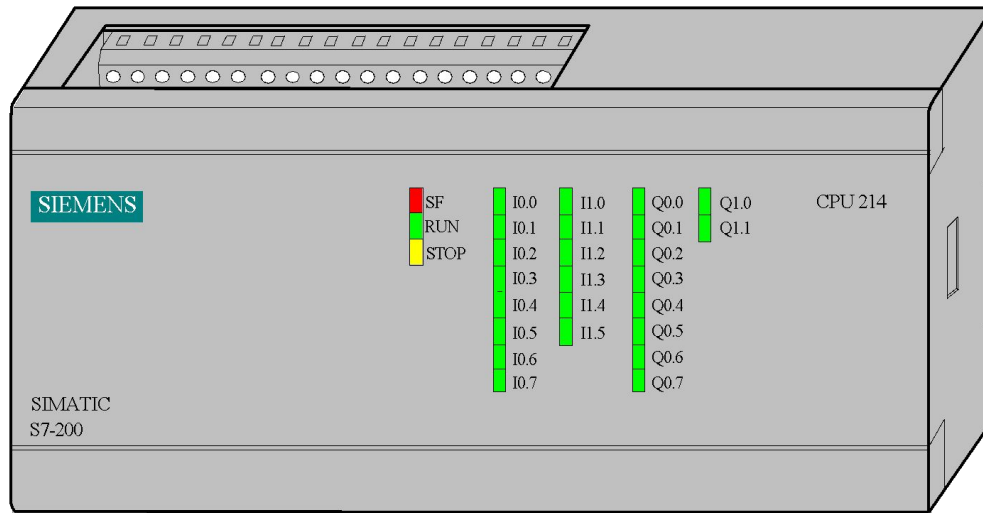 SIEMENS
SF
RUN
STOP
I0.0
I0.1
I0.2
I0.3
I0.4
I0.5
I0.6
I0.7
I1.0
I1.1
I1.2
I1.3
I1.4
I1.5
Q0.0
Q0.1
Q0.2
Q0.3
Q0.4
Q0.5
Q0.6
Q0.7
Q1.0
Q1.1
CPU 214
SIMATIC
S7-200